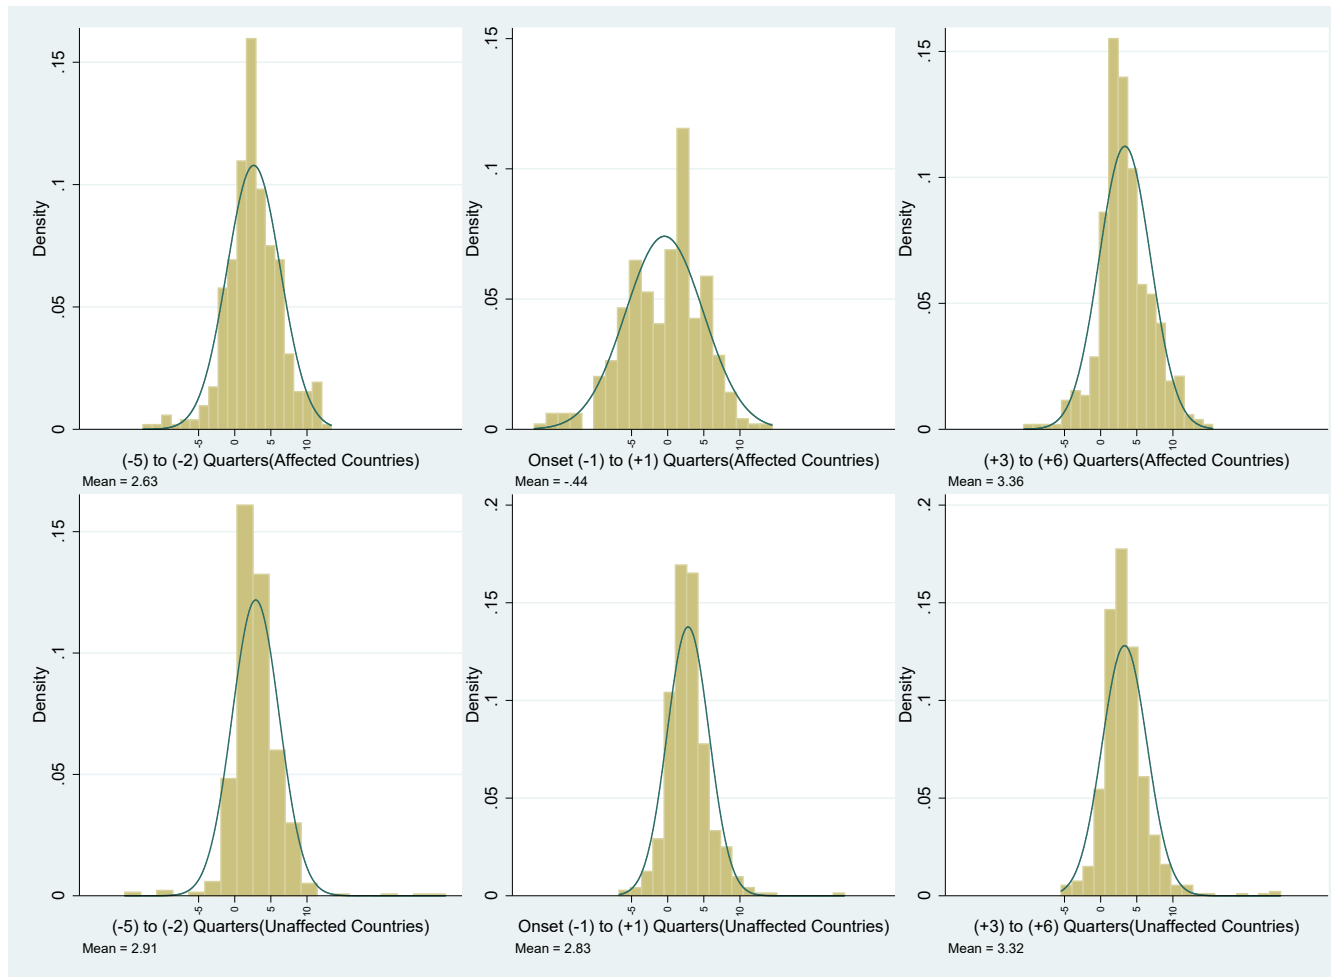 .15
.1
.05
0
Density
-5 0 5 10
(-5) to (-2) Quarters(Affected Countries)
Mean = 2.63
.15
.1
.05
0
Density
-5 0 5 10
Onset (-1) to (+1) Quarters(Affected Countries)
Mean = -.44
.15
.1
.05
0
Density
-5 0 5 10
(+3) to (+6) Quarters(Affected Countries)
Mean = 3.36
.15
.1
.05
0
Density
-5 0 5 10
(-5) to (-2) Quarters(Unaffected Countries)
Mean = 2.91
.2
.15
.1
.05
0
Density
-5 0 5 10
Onset (-1) to (+1) Quarters(Unaffected Countries)
Mean = 2.83
.2
.15
.1
.05
0
Density
-5 0 5 10
(+3) to (+6) Quarters(Unaffected Countries)
Mean = 3.32